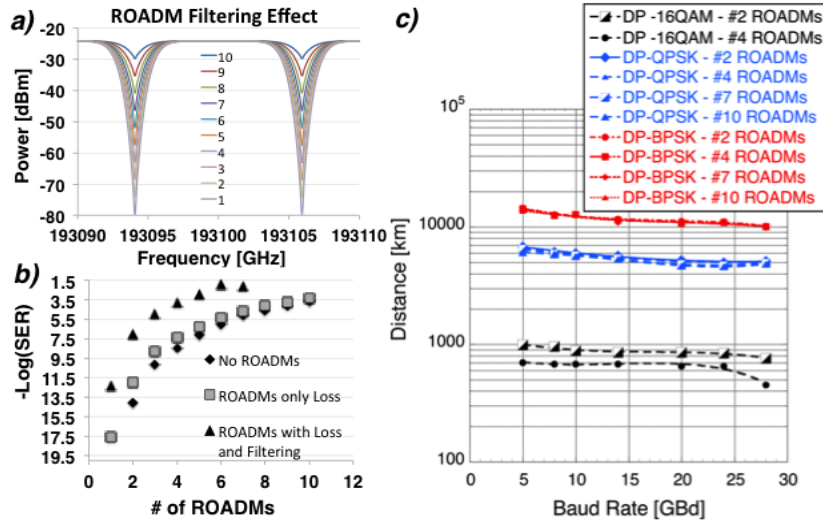 a)
ROADM Filtering Effect
Power [dBm]
-20
-30
-40
-50
-60
-70
-80
10
9
8
7
6
5
4
3
2
1
193090
193095
193100
193105
193110
Frequency [GHz]
b)
-Log(SER)
1.5
3.5
5.5
7.5
9.5
11.5
13.5
15.5
17.5
19.5
No ROADMs
ROADMs only Loss
ROADMs with Loss
and Filtering
0
2
4
6
8
10
12
# of ROADMs
c)
DP -16QAM - #2 ROADMs
DP -16QAM - #4 ROADMs
DP-QPSK - #2 ROADMs
DP-QPSK - #4 ROADMs
DP-QPSK - #7 ROADMs
DP-QPSK - #10 ROADMs
DP-BPSK - #2 ROADMs
DP-BPSK - #4 ROADMs
DP-BPSK - #7 ROADMs
DP-BPSK - #10 ROADMs
Distance [km]
10⁵
10000
1000
100
0
5
10
15
20
25
30
Baud Rate [GBd]